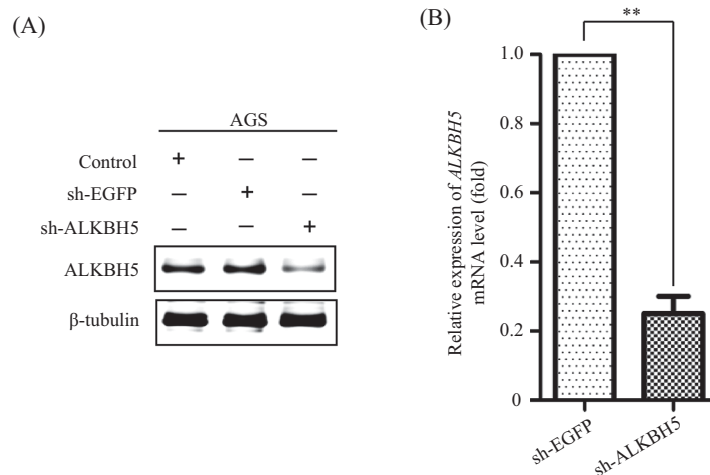 (A)
AGS
Control + – –
sh-EGFP – + –
sh-ALKBH5 – – +
ALKBH5
β-tubulin
(B)
**
Relative expression of ALKBH5
mRNA level (fold)
1.0
0.8
0.6
0.4
0.2
0
sh-EGFP
sh-ALKBH5